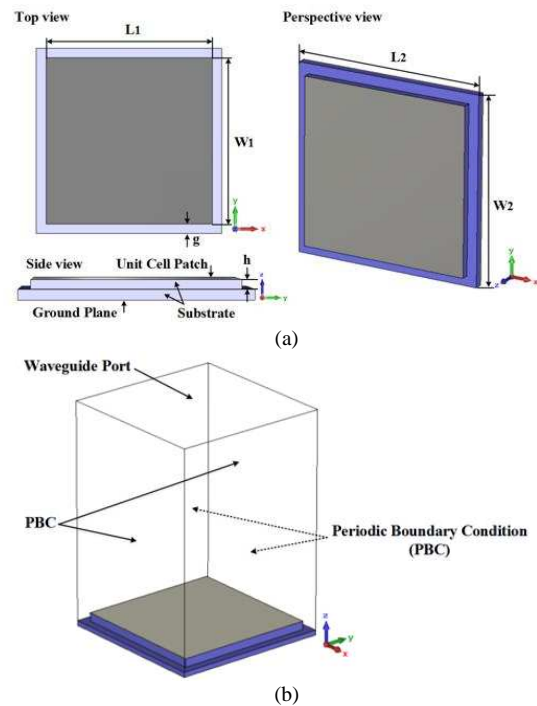 Top view
Perspective view
L1
L2
W1
W2
g
y
x
Side view
Unit Cell Patch
h
z
y
Ground Plane
Substrate
y
z
x
(a)
Waveguide Port
PBC
Periodic Boundary Condition
(PBC)
z
y
x
(b)